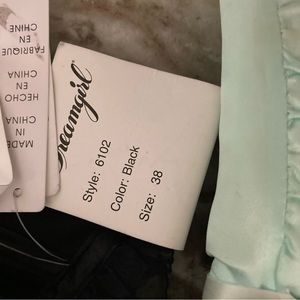 Dreamgirl
Style: 6102
Color: Black
Size: 38
MADE
IN
CHINA
HECHO
EN
CHINA
FABRIQUE
EN
CHINE